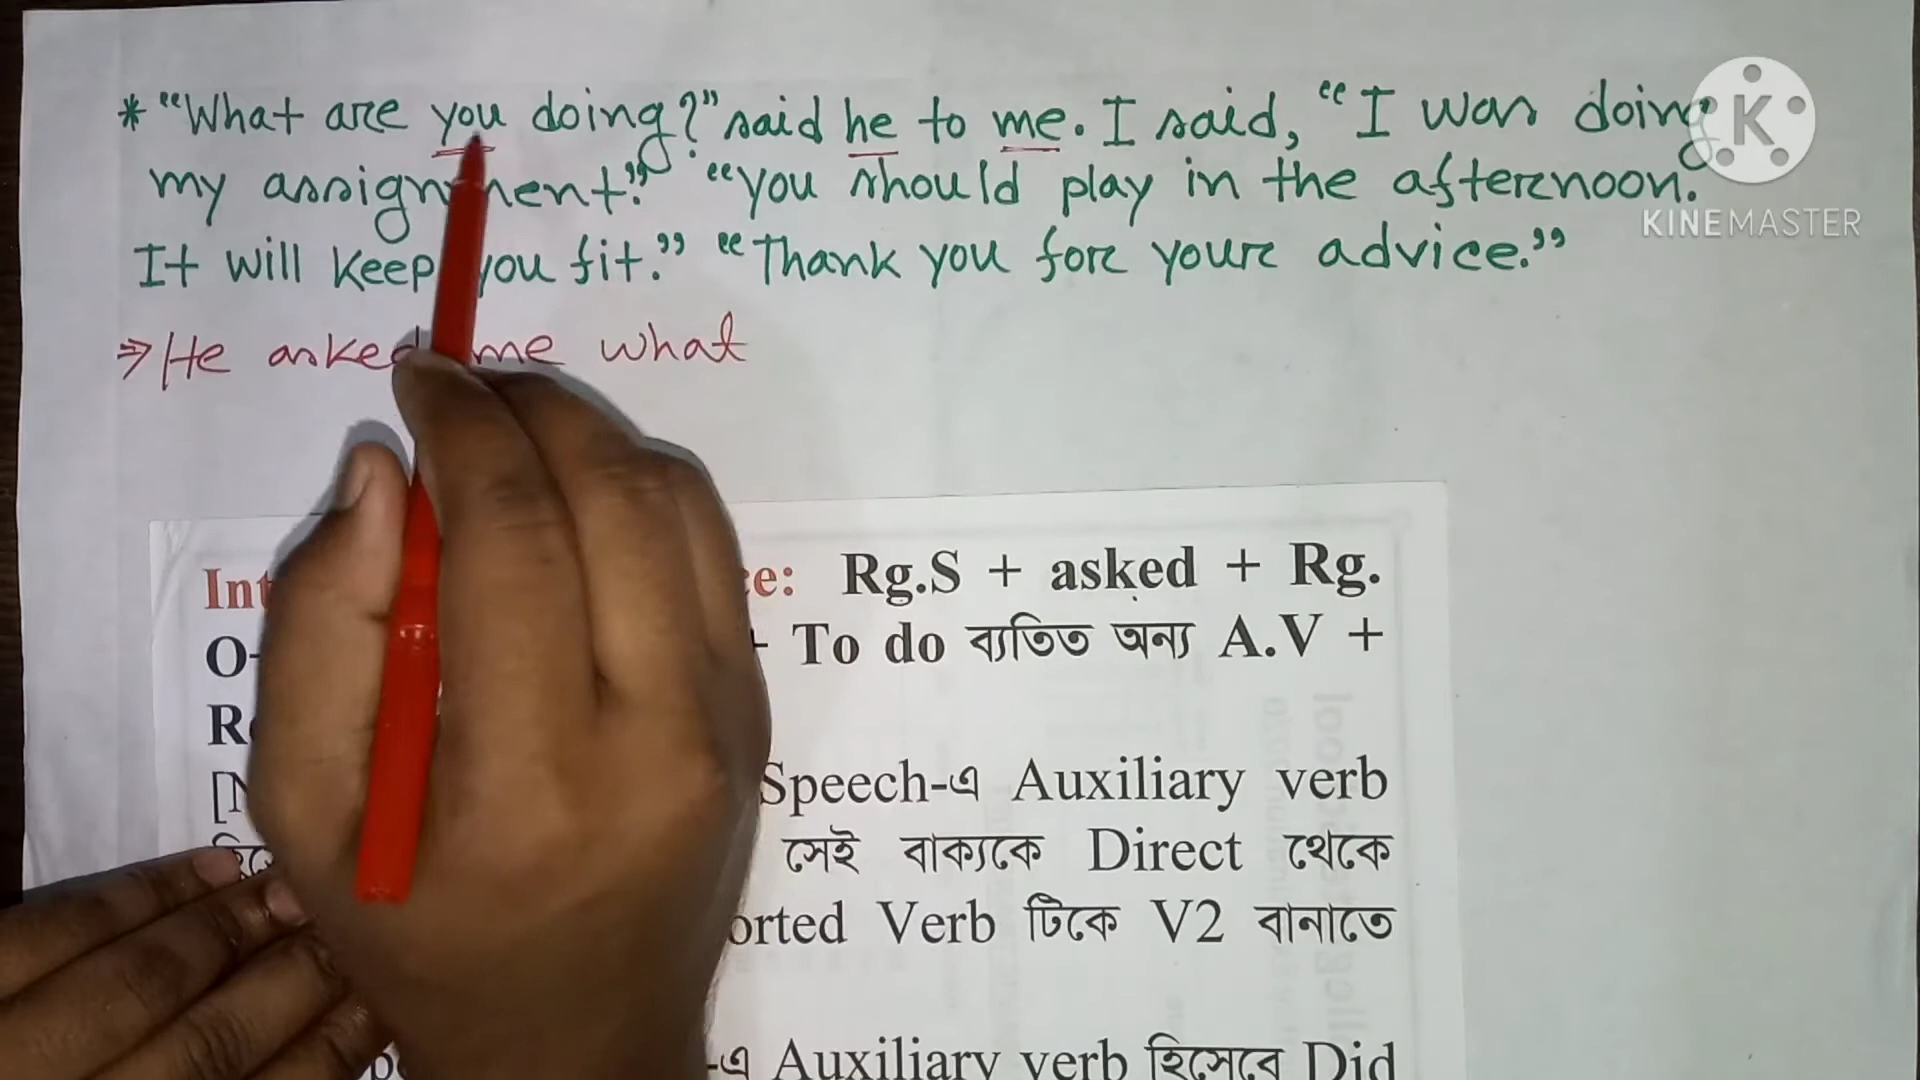 * “What are you doing?” said he to me. I said, “I was doing
my assignment.” “you should play in the afternoon.
It will keep you fit.” “Thank you for your advice.”
⇒ He asked me what
K
KINEMASTER
e: Rg.S + asked + Rg.
To do ব্যতিত অন্য A.V +
Speech-এ Auxiliary verb
সেই বাক্যকে Direct থেকে
orted Verb টিকে V2 বানাতে
-এ Auxiliary verb হিসেবে Did